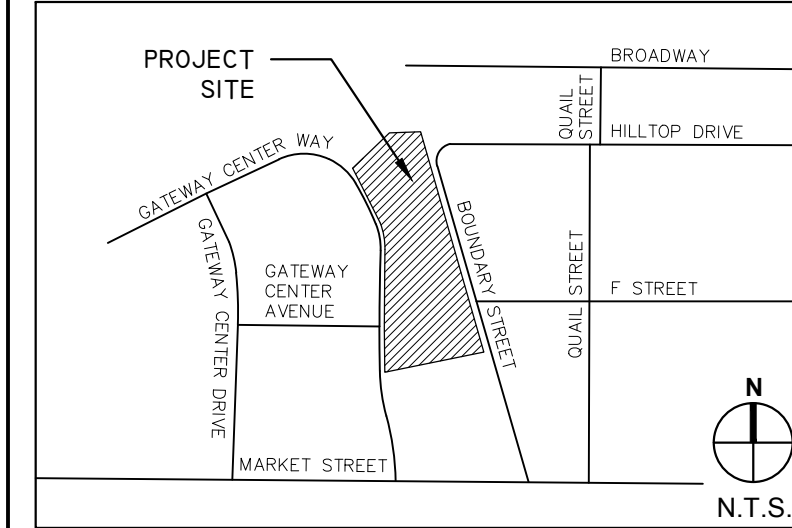 PROJECT
SITE
BROADWAY
QUAIL
STREET
HILLTOP DRIVE
GATEWAY CENTER WAY
GATEWAY CENTER DRIVE
GATEWAY
CENTER
AVENUE
BOUNDARY STREET
F STREET
QUAIL STREET
MARKET STREET
N
N.T.S.